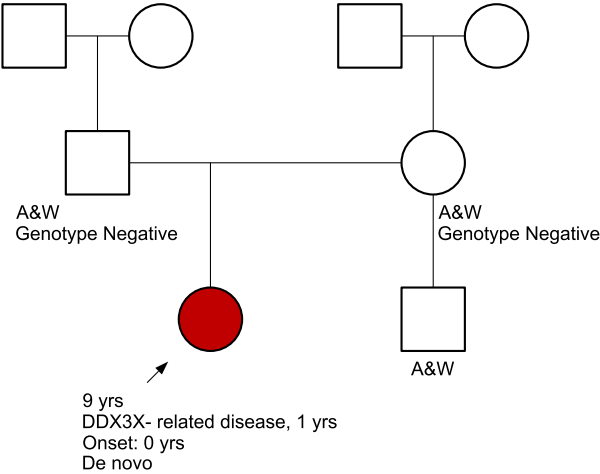 A&W
Genotype Negative
A&W
Genotype Negative
A&W
9 yrs
DDX3X- related disease, 1 yrs
Onset: 0 yrs
De novo